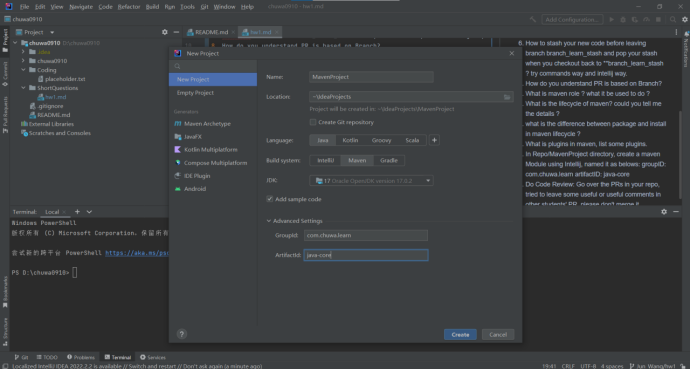 File Edit View Navigate Code Refactor Build Run Tools Git Window Help
chuwa0910 - hw1.md
chuwa0910
Add Configuration...
Project
README.md
hw1.md
chuwa0910 D:\chuwa0910
.idea
chuwa0910
Coding
placeholder.txt
ShortQuestions
hw1.md
.gitignore
README.md
External Libraries
Scratches and Consoles
How do you understand PR is based on Branch?
New Project
New Project
Empty Project
Generators
Maven Archetype
JavaFX
Kotlin Multiplatform
Compose Multiplatform
IDE Plugin
Android
Name:
MavenProject
Location:
~\IdeaProjects
Project will be created in: ~\IdeaProjects\MavenProject
Create Git repository
Language:
Java Kotlin Groovy Scala +
Build system:
IntelliJ Maven Gradle
JDK:
17 Oracle OpenJDK version 17.0.2
Add sample code
Advanced Settings
GroupId:
com.chuwa.learn
ArtifactId:
java-core
? Create Cancel
6. How to stash your new code before leaving
branch branch_learn_stash and pop your stash
when you checkout back to **branch_learn_stash
? try commands way and intellij way.
How do you understand PR is based on Branch?
What is maven role ? what it be used to do ?
What is the lifecycle of maven? could you tell me
the details ?
what is the difference between package and install
in maven lifecycle ?
What is plugins in maven, list some plugins.
In Repo/MavenProject directory, create a maven
Module using Intellij, named it as belows: groupID:
com.chuwa.learn artifactID: java-core
Do Code Review: Go over the PRs in your repo,
tried to leave some useful or useful comments in
other students' PR, please don't merge it.
Terminal: Local +
Windows PowerShell
版权所有 (C) Microsoft Corporation。保留所有
尝试新的跨平台 PowerShell
PS D:\chuwa0910>
Project
Commit
Pull Requests
Bookmarks
Structure
Notifications
Git TODO Problems Terminal Services
Localized IntelliJ IDEA 2022.2.2 is available // Switch and restart // Don't ask again (a minute ago)
19:41 CRLF UTF-8 4 spaces Jun_Wang/hw1